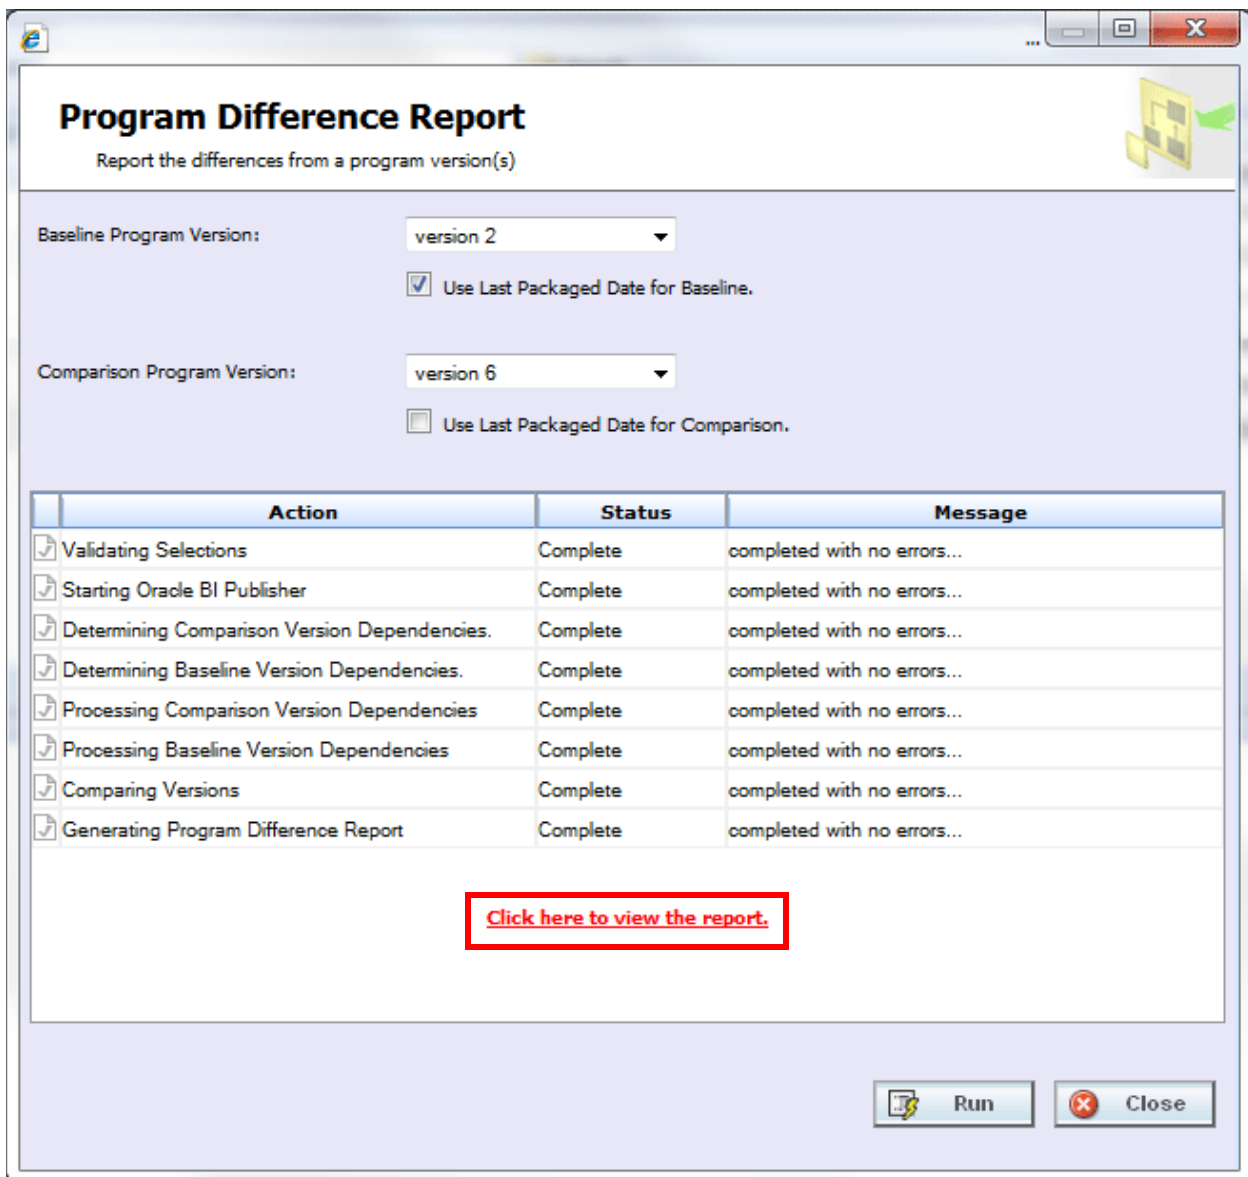 ...
Program Difference Report
Report the differences from a program version(s)
Baseline Program Version:
version 2
Use Last Packaged Date for Baseline.
Comparison Program Version:
version 6
Use Last Packaged Date for Comparison.
Action Status Message
Validating Selections Complete completed with no errors...
Starting Oracle BI Publisher Complete completed with no errors...
Determining Comparison Version Dependencies. Complete completed with no errors...
Determining Baseline Version Dependencies. Complete completed with no errors...
Processing Comparison Version Dependencies Complete completed with no errors...
Processing Baseline Version Dependencies Complete completed with no errors...
Comparing Versions Complete completed with no errors...
Generating Program Difference Report Complete completed with no errors...
Click here to view the report.
Run Close